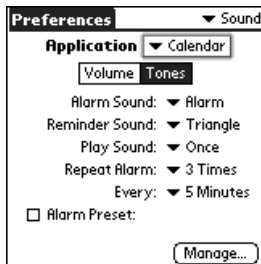 Preferences ▼ Sound
Application ▼ Calendar
Volume Tones
Alarm Sound: ▼ Alarm
Reminder Sound: ▼ Triangle
Play Sound: ▼ Once
Repeat Alarm: ▼ 3 Times
Every: ▼ 5 Minutes
Alarm Preset:
Manage...